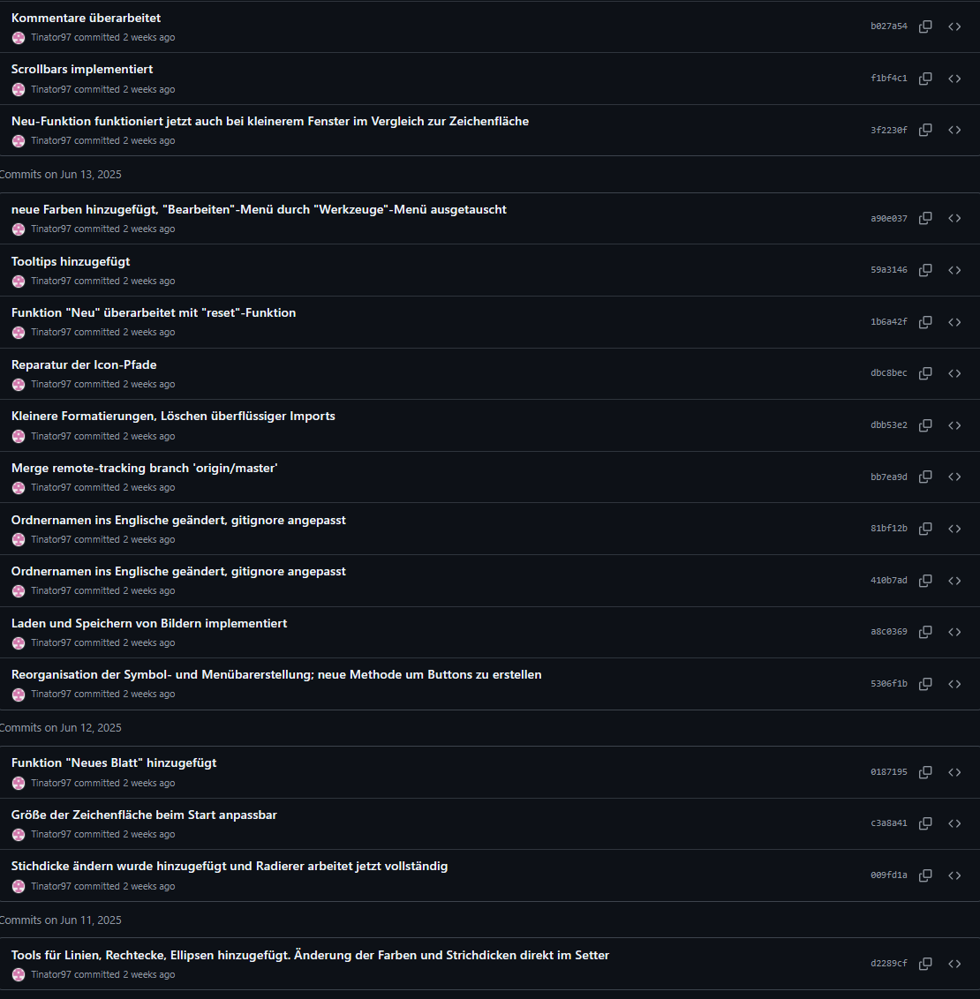 Kommentare überarbeitet
b027a54
Tinator97 committed 2 weeks ago
Scrollbars implementiert
f1bf4c1
Tinator97 committed 2 weeks ago
Neu-Funktion funktioniert jetzt auch bei kleinerem Fenster im Vergleich zur Zeichenfläche
3f2230f
Tinator97 committed 2 weeks ago
Commits on Jun 13, 2025
neue Farben hinzugefügt, "Bearbeiten"-Menü durch "Werkzeuge"-Menü ausgetauscht
a90e037
Tinator97 committed 2 weeks ago
Tooltips hinzugefügt
59a3146
Tinator97 committed 2 weeks ago
Funktion "Neu" überarbeitet mit "reset"-Funktion
1b6a42f
Tinator97 committed 2 weeks ago
Reparatur der Icon-Pfade
dbc8bec
Tinator97 committed 2 weeks ago
Kleinere Formatierungen, Löschen überflüssiger Imports
dbb53e2
Tinator97 committed 2 weeks ago
Merge remote-tracking branch 'origin/master'
bb7ea9d
Tinator97 committed 2 weeks ago
Ordnernamen ins Englische geändert, gitignore angepasst
81bf12b
Tinator97 committed 2 weeks ago
Ordnernamen ins Englische geändert, gitignore angepasst
410b7ad
Tinator97 committed 2 weeks ago
Laden und Speichern von Bildern implementiert
a8c0369
Tinator97 committed 2 weeks ago
Reorganisation der Symbol- und Menübarerstellung; neue Methode um Buttons zu erstellen
5306f1b
Tinator97 committed 2 weeks ago
Commits on Jun 12, 2025
Funktion "Neues Blatt" hinzugefügt
0187195
Tinator97 committed 2 weeks ago
Größe der Zeichenfläche beim Start anpassbar
c3a8a41
Tinator97 committed 2 weeks ago
Stichdicke ändern wurde hinzugefügt und Radierer arbeitet jetzt vollständig
009fd1a
Tinator97 committed 2 weeks ago
Commits on Jun 11, 2025
Tools für Linien, Rechtecke, Ellipsen hinzugefügt. Änderung der Farben und Strichdicken direkt im Setter
d2289cf
Tinator97 committed 2 weeks ago